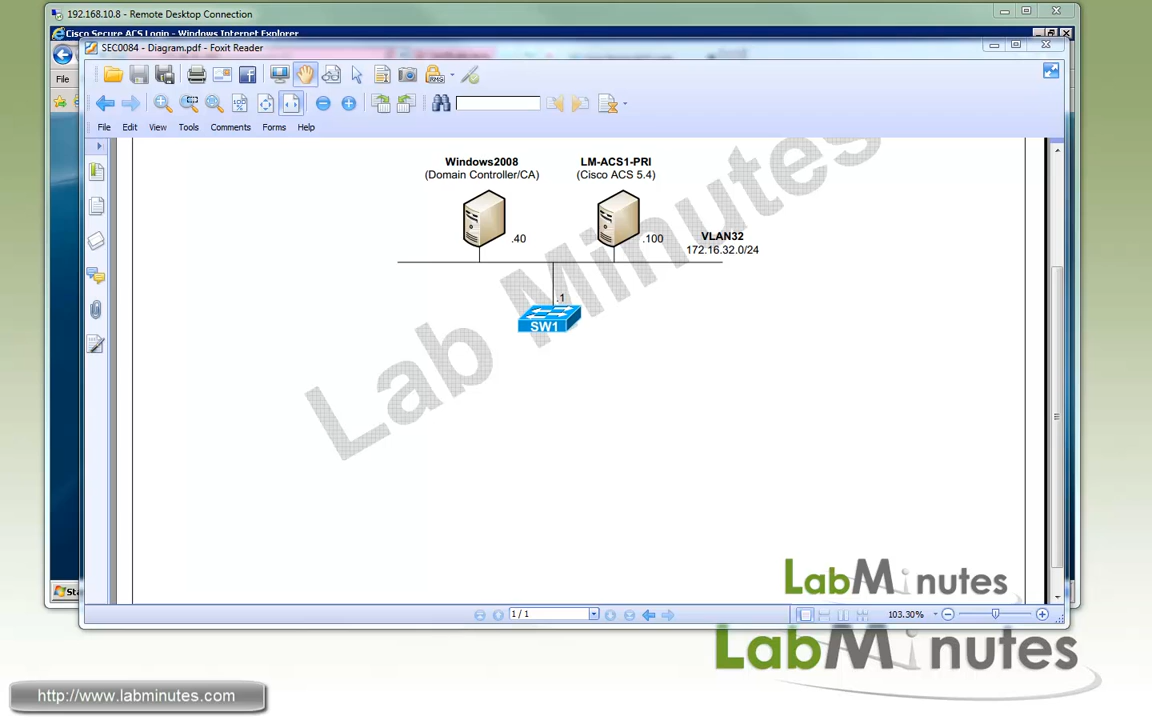 192.168.10.8 - Remote Desktop Connection
Cisco Secure ACS Login - Windows Internet Explorer
SEC0084 - Diagram.pdf - Foxit Reader
File
File Edit View Tools Comments Forms Help
Windows2008
(Domain Controller/CA)
LM-ACS1-PRI
(Cisco ACS 5.4)
.40
.100
VLAN32
172.16.32.0/24
.1
SW1
Lab Minutes
LabMinutes
1 / 1
103.30%
LabMinutes
http://www.labminutes.com